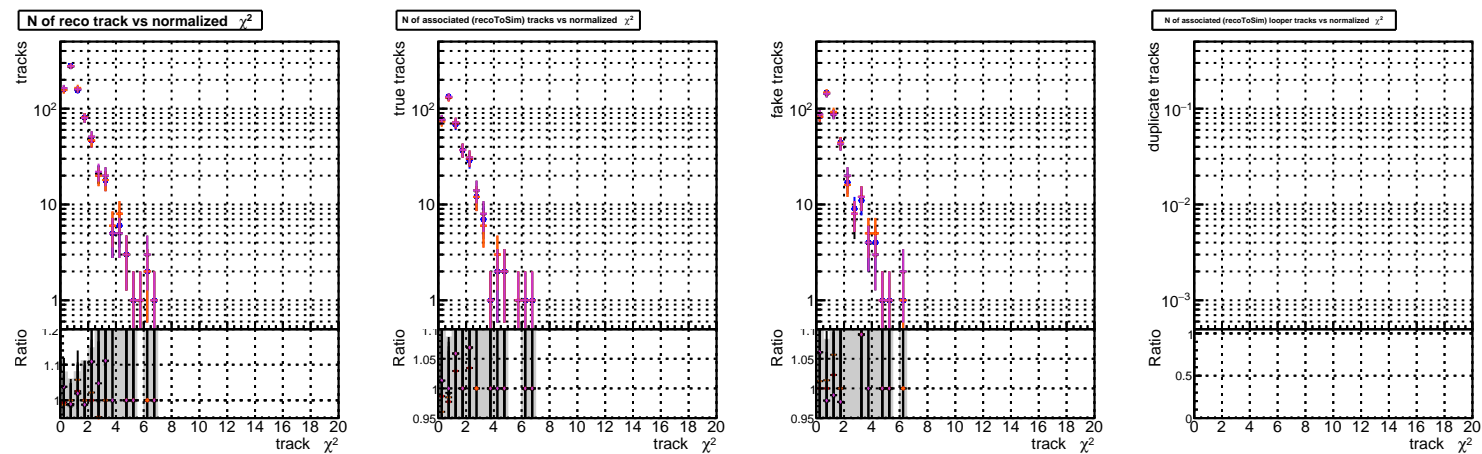 N of reco track vs normalized χ²
tracks
10²
10
1
Ratio
1.2
1.1
1
0 2 4 6 8 10 12 14 16 18 20
track χ²
N of associated (recoToSim) tracks vs normalized χ²
true tracks
10²
10
1
Ratio
1.1
1.05
1
0.95
0 2 4 6 8 10 12 14 16 18 20
track χ²
fake tracks
10²
10
1
Ratio
1.1
1.05
1
0.95
0 2 4 6 8 10 12 14 16 18 20
track χ²
N of associated (recoToSim) looper tracks vs normalized χ²
duplicate tracks
10⁻¹
10⁻²
10⁻³
Ratio
1
0.5
0
0 2 4 6 8 10 12 14 16 18 20
track χ²